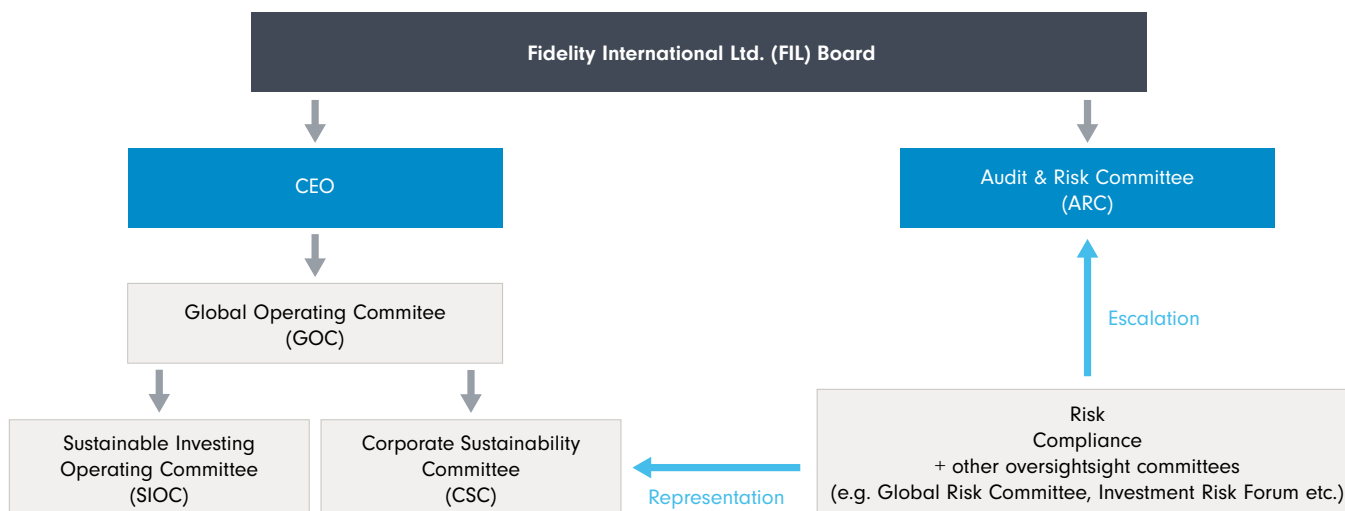 Fidelity International Ltd. (FIL) Board
CEO
Audit & Risk Committee
(ARC)
Global Operating Commitee
(GOC)
Escalation
Sustainable Investing
Operating Committee
(SIOC)
Corporate Sustainability
Committee
(CSC)
Representation
Risk
Compliance
+ other oversightsight committees
(e.g. Global Risk Committee, Investment Risk Forum etc.)